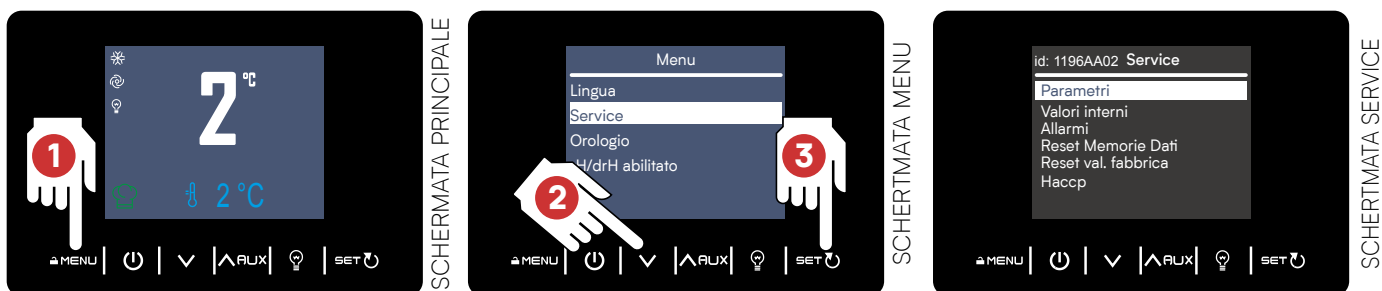 2 °C
1
2 °C
MENU AUX SET
SCHERMATA PRINCIPALE
Menu
Lingua
Service
Orologio
H/drH abilitato
3
2
MENU AUX SET
SCHERTMATA MENU
id: 1196AA02 Service
Parametri
Valori interni
Allarmi
Reset Memorie Dati
Reset val. fabbrica
Haccp
MENU AUX SET
SCHERTMATA SERVICE